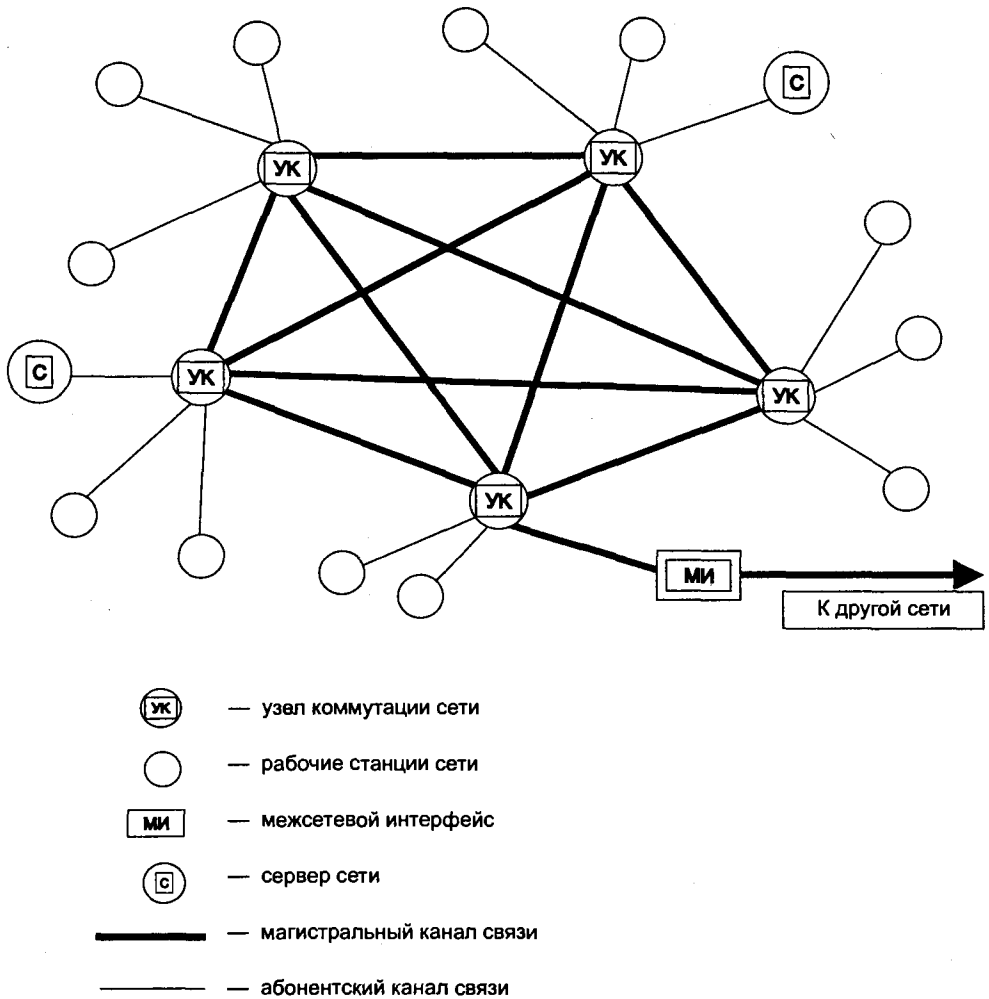 С
УК
УК
С
УК
УК
УК
МИ
К другой сети
УК — узел коммутации сети
— рабочие станции сети
МИ — межсетевой интерфейс
С — сервер сети
— магистральный канал связи
— абонентский канал связи